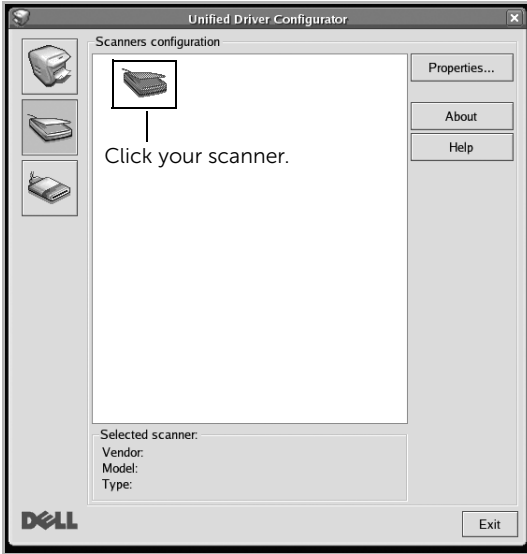 Unified Driver Configurator
Scanners configuration
Properties...
About
Help
Click your scanner.
Selected scanner:
Vendor:
Model:
Type:
DELL
Exit